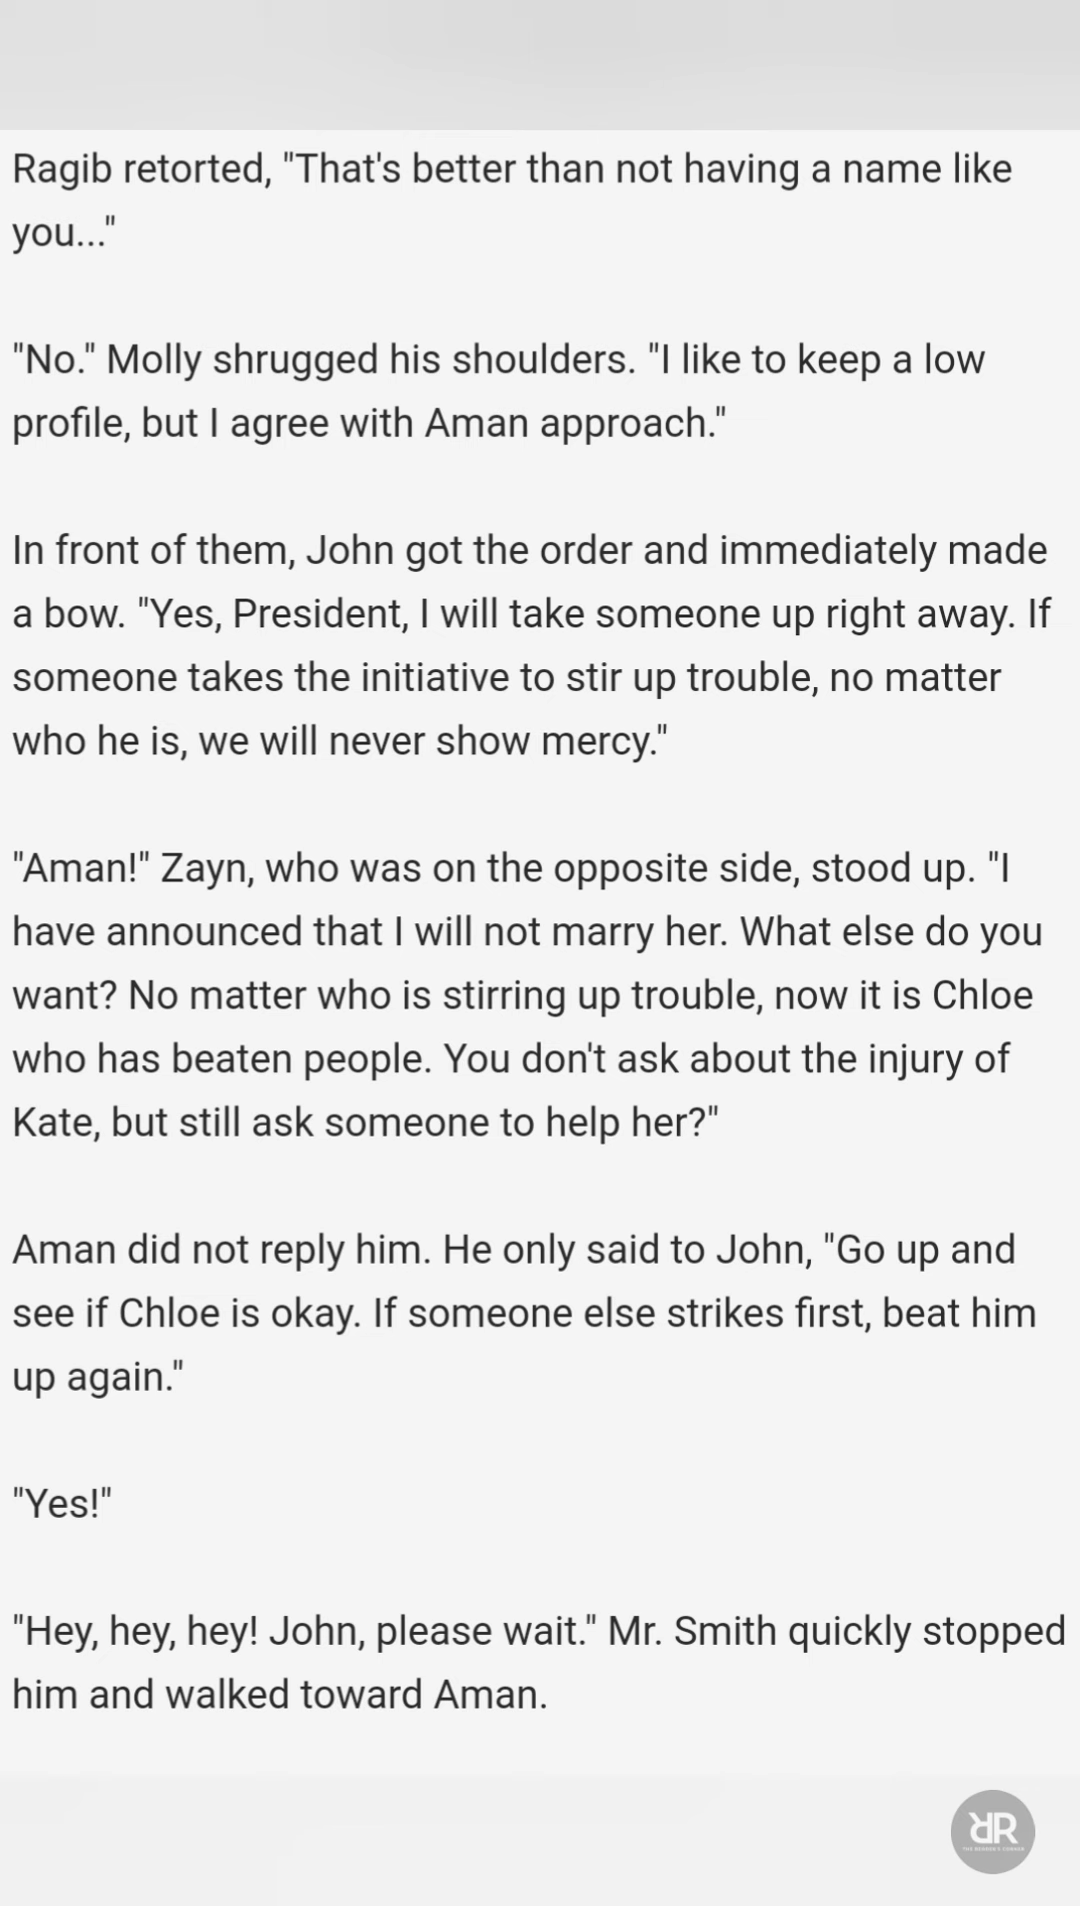 Ragib retorted, "That's better than not having a name like
you..."
"No." Molly shrugged his shoulders. "I like to keep a low
profile, but I agree with Aman approach."
In front of them, John got the order and immediately made
a bow. "Yes, President, I will take someone up right away. If
someone takes the initiative to stir up trouble, no matter
who he is, we will never show mercy."
"Aman!" Zayn, who was on the opposite side, stood up. "I
have announced that I will not marry her. What else do you
want? No matter who is stirring up trouble, now it is Chloe
who has beaten people. You don't ask about the injury of
Kate, but still ask someone to help her?"
Aman did not reply him. He only said to John, "Go up and
see if Chloe is okay. If someone else strikes first, beat him
up again."
"Yes!"
"Hey, hey, hey! John, please wait." Mr. Smith quickly stopped
him and walked toward Aman.
RR
THE READER'S CORNER